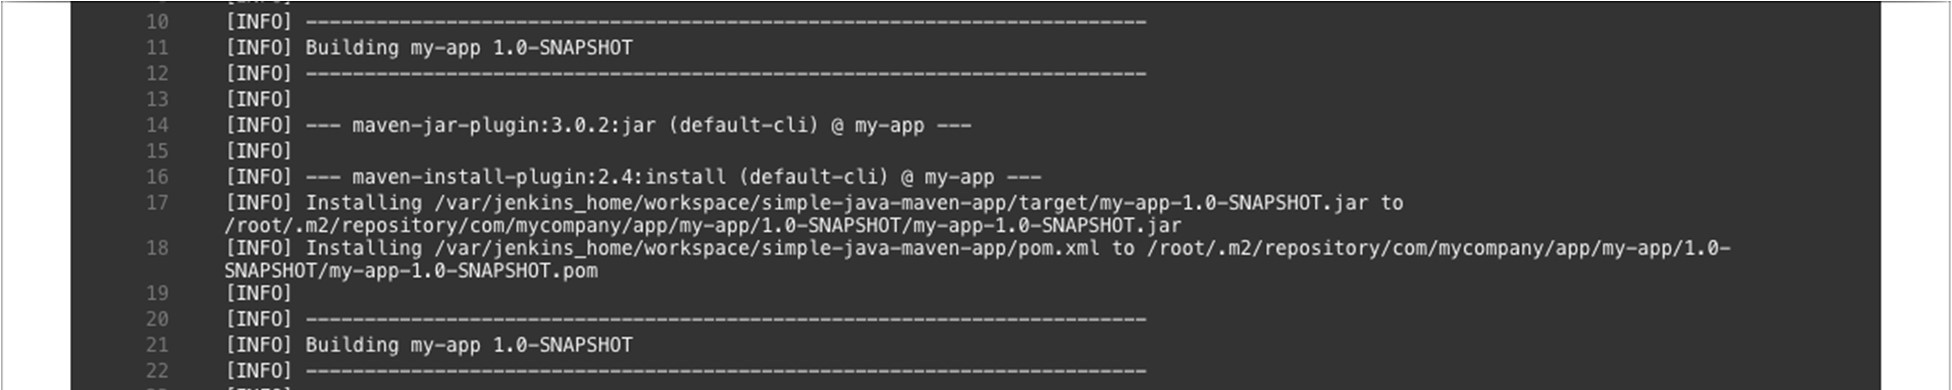 10 [INFO] ------------------------------------------------------------------------
11 [INFO] Building my-app 1.0-SNAPSHOT
12 [INFO] ------------------------------------------------------------------------
13 [INFO]
14 [INFO] --- maven-jar-plugin:3.0.2:jar (default-cli) @ my-app ---
15 [INFO]
16 [INFO] --- maven-install-plugin:2.4:install (default-cli) @ my-app ---
17 [INFO] Installing /var/jenkins_home/workspace/simple-java-maven-app/target/my-app-1.0-SNAPSHOT.jar to
/root/.m2/repository/com/mycompany/app/my-app/1.0-SNAPSHOT/my-app-1.0-SNAPSHOT.jar
18 [INFO] Installing /var/jenkins_home/workspace/simple-java-maven-app/pom.xml to /root/.m2/repository/com/mycompany/app/my-app/1.0-
SNAPSHOT/my-app-1.0-SNAPSHOT.pom
19 [INFO]
20 [INFO] ------------------------------------------------------------------------
21 [INFO] Building my-app 1.0-SNAPSHOT
22 [INFO] ------------------------------------------------------------------------